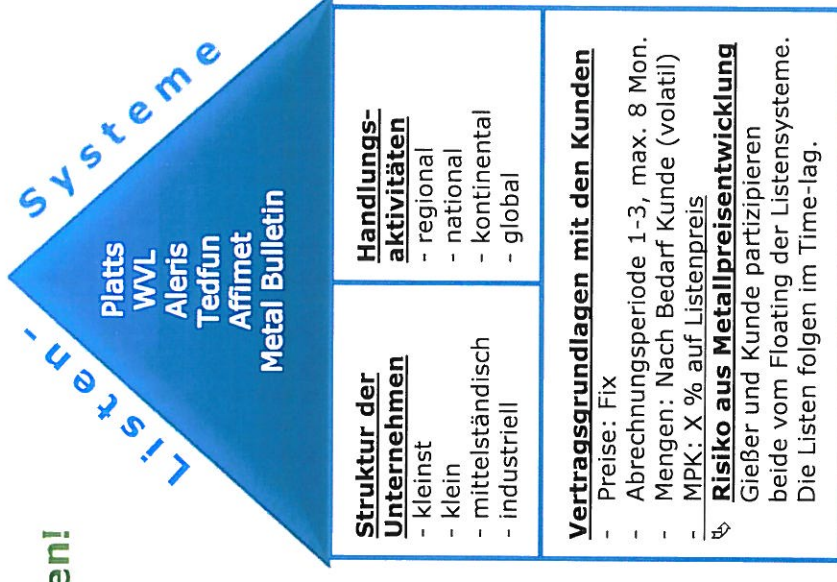 en!
Listen-
Systeme
Platts
WVL
Aleris
Tedfun
Affimet
Metal Bulletin
Struktur der
Unternehmen
- kleinst
- klein
- mittelständisch
- industriell
Handlungs-
aktivitäten
- regional
- national
- kontinental
- global
Vertragsgrundlagen mit den Kunden
- Preise: Fix
- Abrechnungsperiode 1-3, max. 8 Mon.
- Mengen: Nach Bedarf Kunde (volatil)
- MPK: X % auf Listenpreis
Risiko aus Metallpreisentwicklung
Gießer und Kunde partizipieren
beide vom Floating der Listensysteme.
Die Listen folgen im Time-lag.